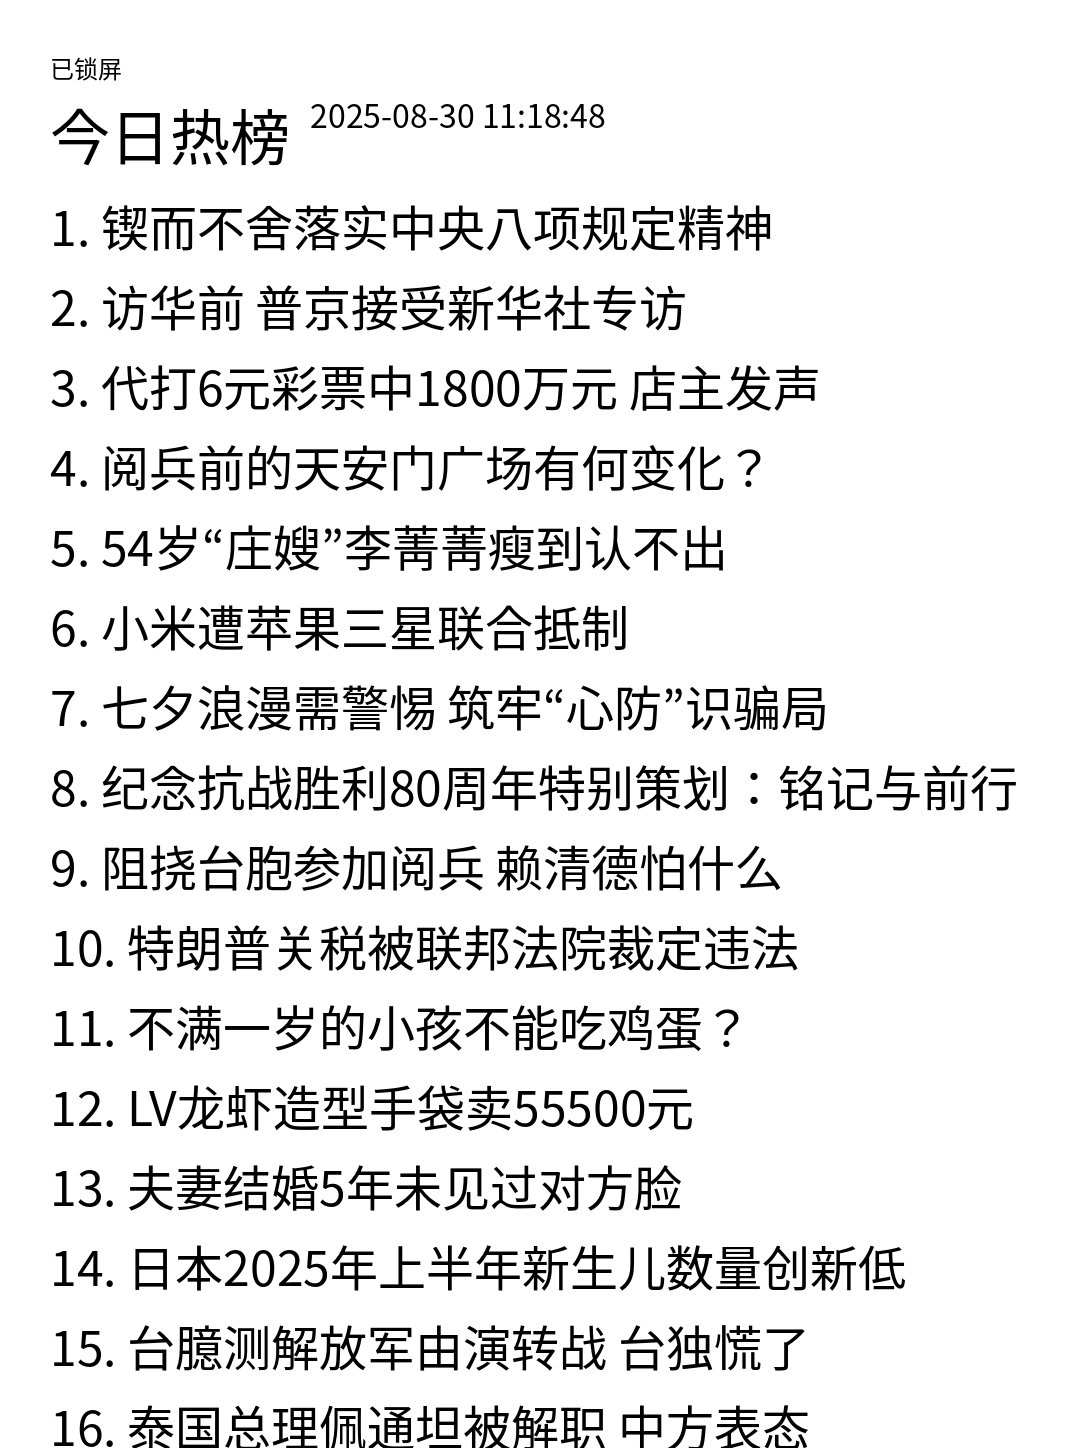 已锁屏
今日热榜 2025-08-30 11:18:48
1. 锲而不舍落实中央八项规定精神
2. 访华前 普京接受新华社专访
3. 代打6元彩票中1800万元 店主发声
4. 阅兵前的天安门广场有何变化？
5. 54岁“庄嫂”李菁菁瘦到认不出
6. 小米遭苹果三星联合抵制
7. 七夕浪漫需警惕 筑牢“心防”识骗局
8. 纪念抗战胜利80周年特别策划：铭记与前行
9. 阻挠台胞参加阅兵 赖清德怕什么
10. 特朗普关税被联邦法院裁定违法
11. 不满一岁的小孩不能吃鸡蛋？
12. LV龙虾造型手袋卖55500元
13. 夫妻结婚5年未见过对方脸
14. 日本2025年上半年新生儿数量创新低
15. 台臆测解放军由演转战 台独慌了
16. 泰国总理佩通坦被解职 中方表态